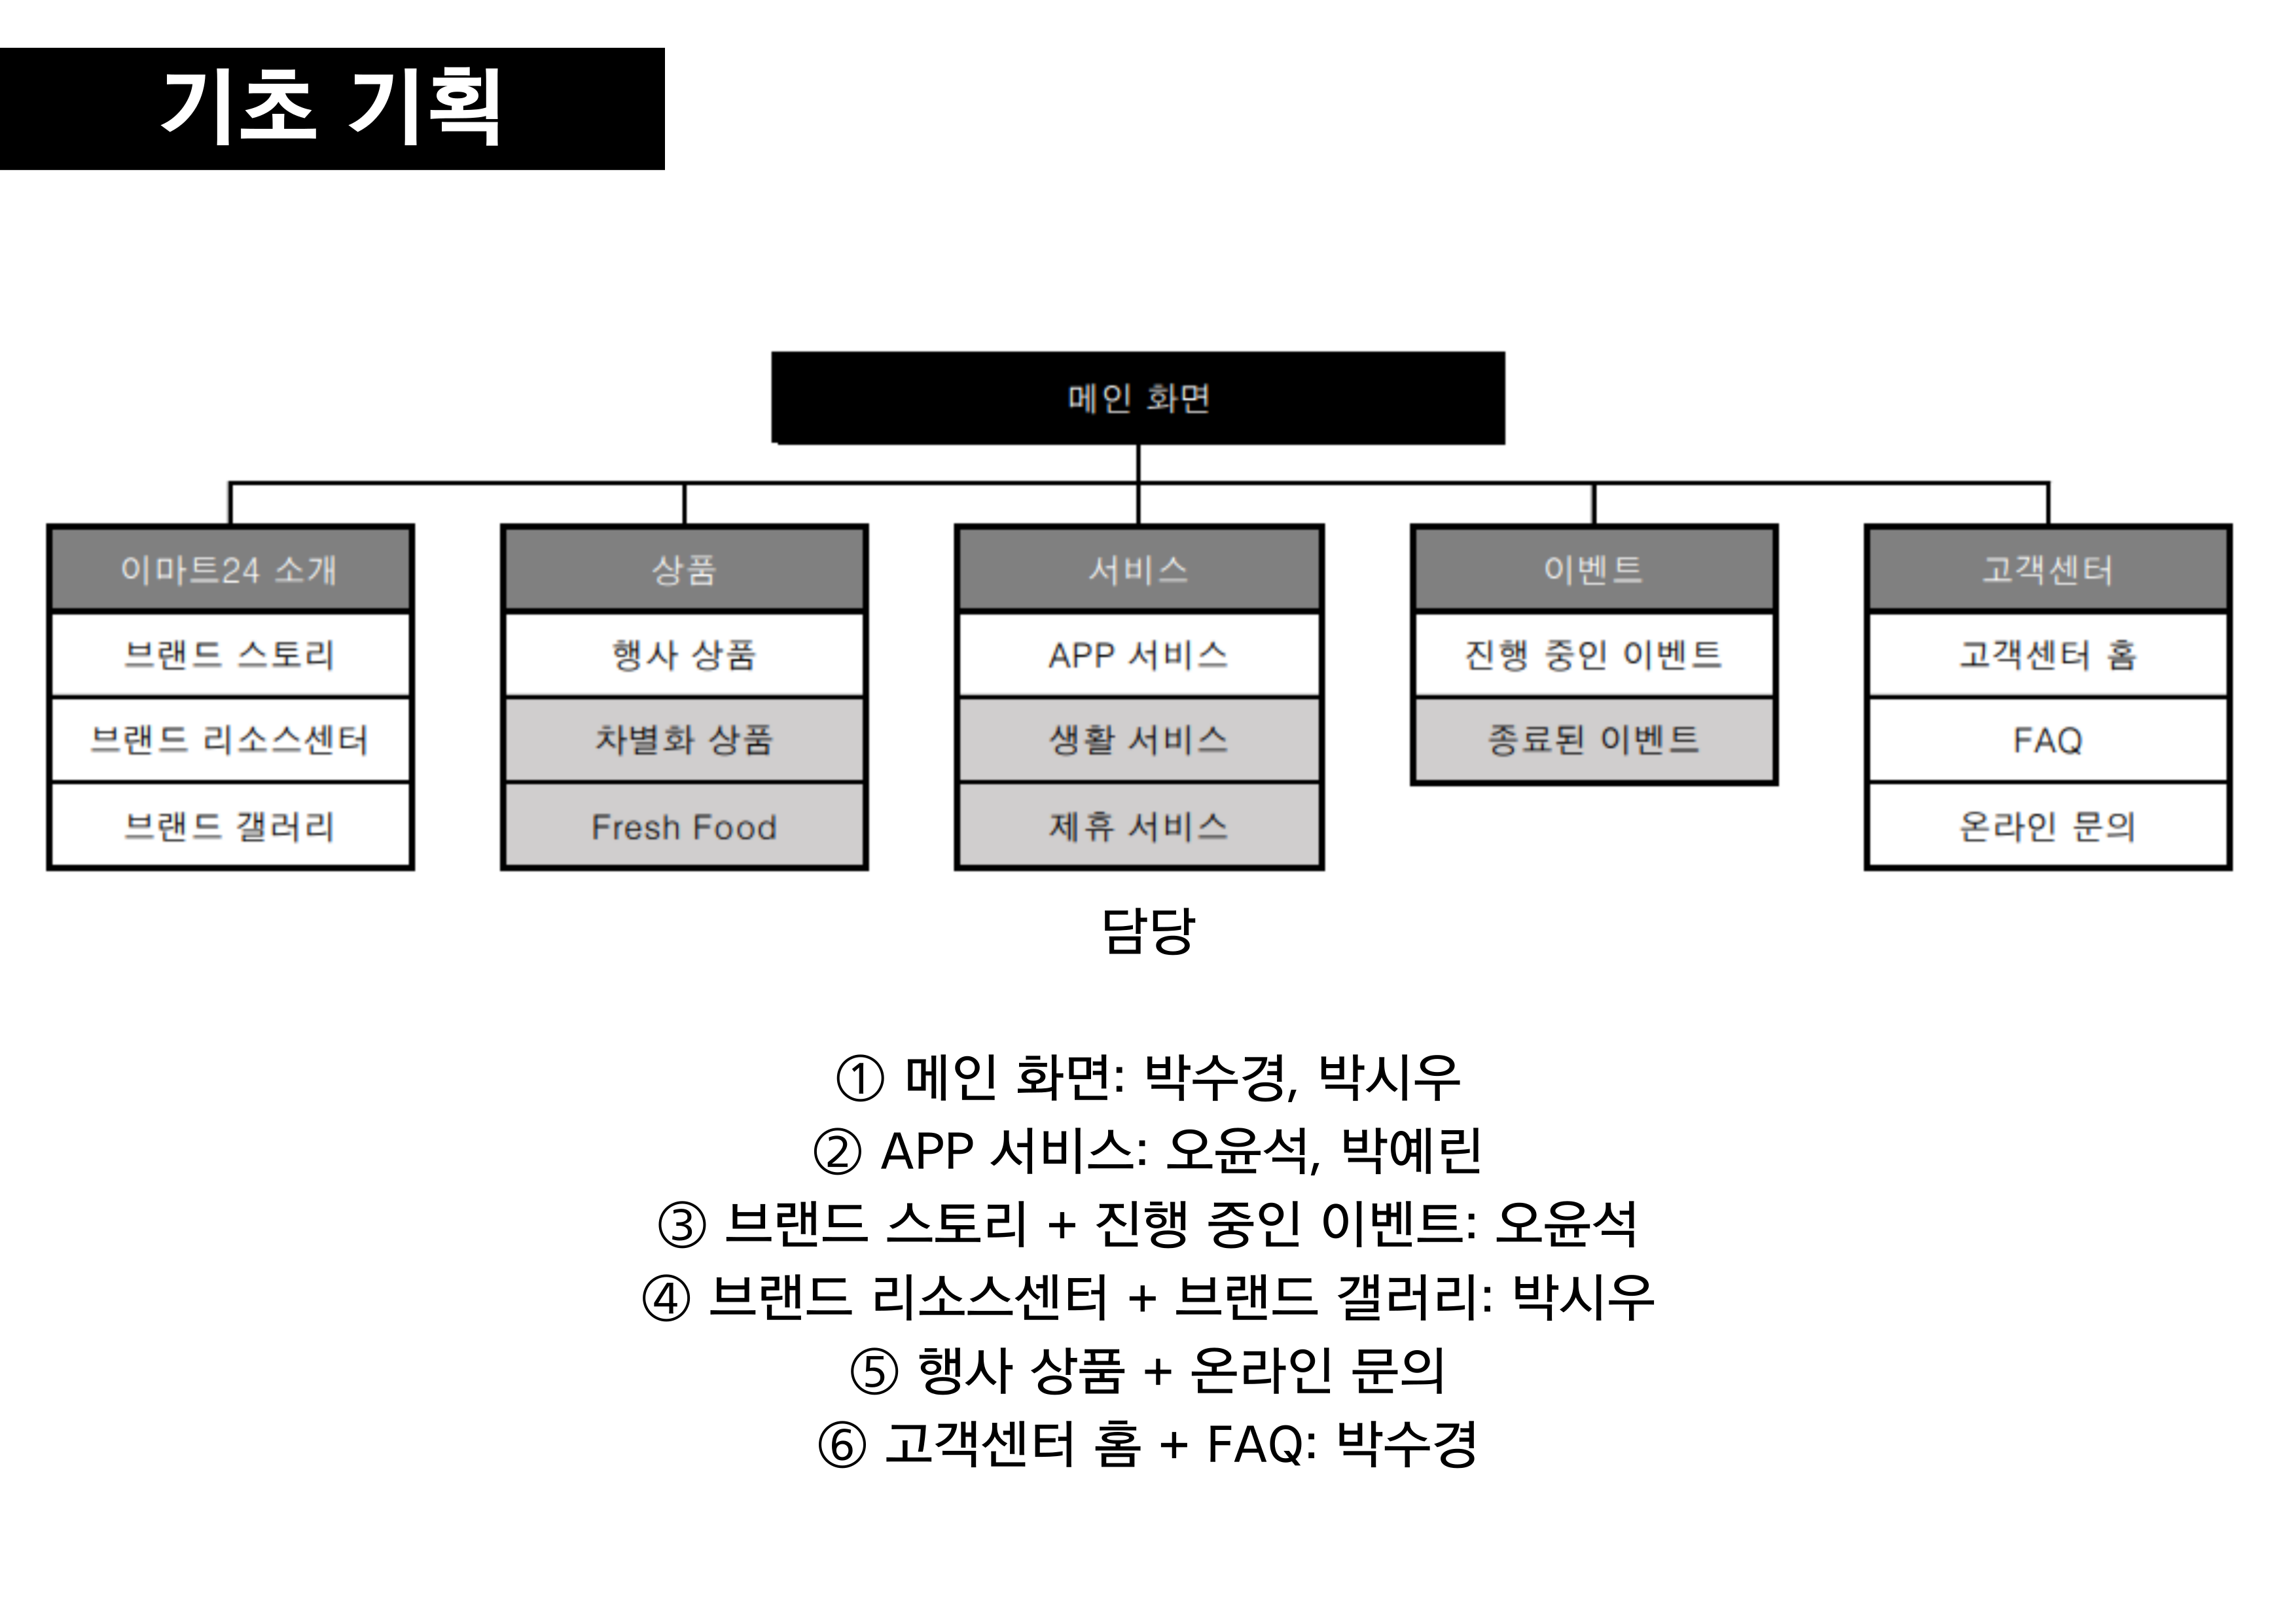 기초 기획
메인 화면
이마트24 소개
브랜드 스토리
브랜드 리소스센터
브랜드 갤러리
상품
행사 상품
차별화 상품
Fresh Food
서비스
APP 서비스
생활 서비스
제휴 서비스
이벤트
진행 중인 이벤트
종료된 이벤트
고객센터
고객센터 홈
FAQ
온라인 문의
담당
① 메인 화면: 박수경, 박시우
② APP 서비스: 오윤석, 박예린
③ 브랜드 스토리 + 진행 중인 이벤트: 오윤석
④ 브랜드 리소스센터 + 브랜드 갤러리: 박시우
⑤ 행사 상품 + 온라인 문의
⑥ 고객센터 홈 + FAQ: 박수경